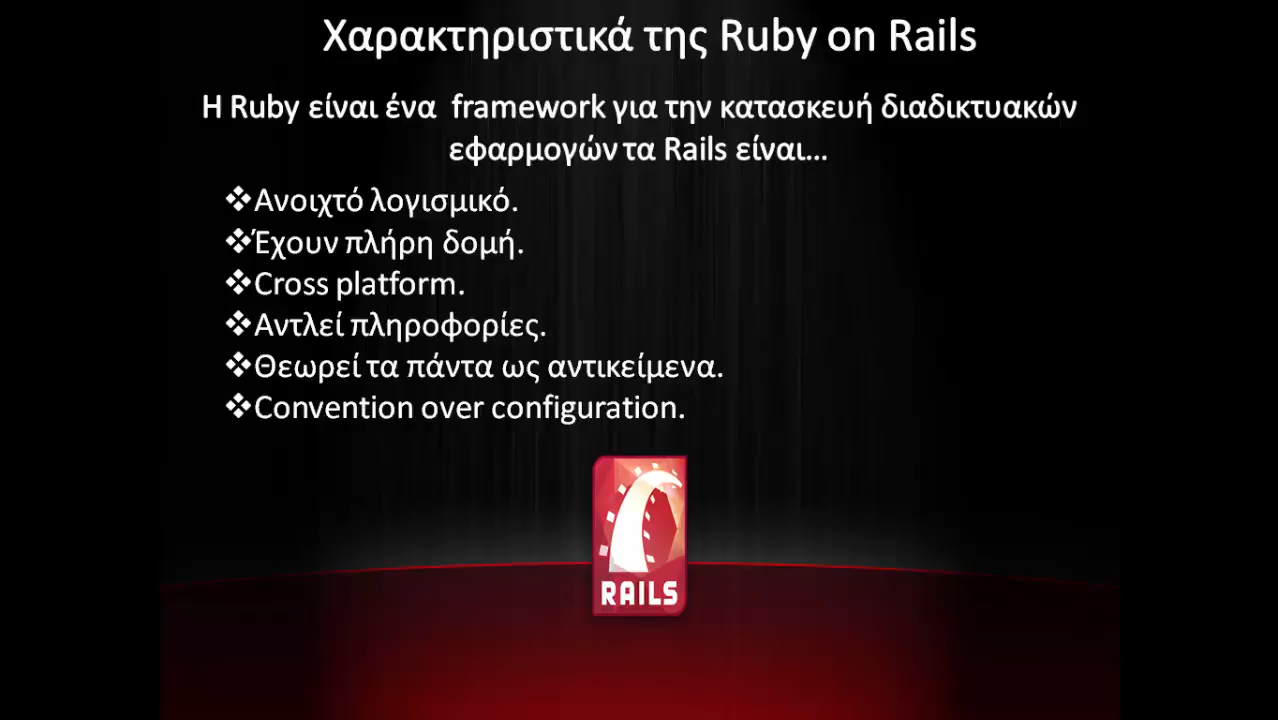 Χαρακτηριστικά της Ruby on Rails
Η Ruby είναι ένα framework για την κατασκευή διαδικτυακών
εφαρμογών τα Rails είναι...
❖Ανοιχτό λογισμικό.
❖Έχουν πλήρη δομή.
❖Cross platform.
❖Αντλεί πληροφορίες.
❖Θεωρεί τα πάντα ως αντικείμενα.
❖Convention over configuration.
RAILS